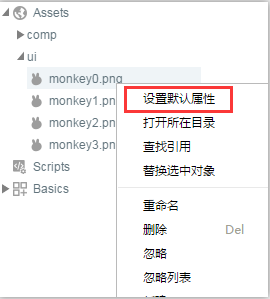 Assets
comp
ui
monkey0.png
monkey1.pn
monkey2.pn
monkey3.pn
Scripts
Basics
设置默认属性
打开所在目录
查找引用
替换选中对象
重命名
删除 Del
忽略
忽略列表